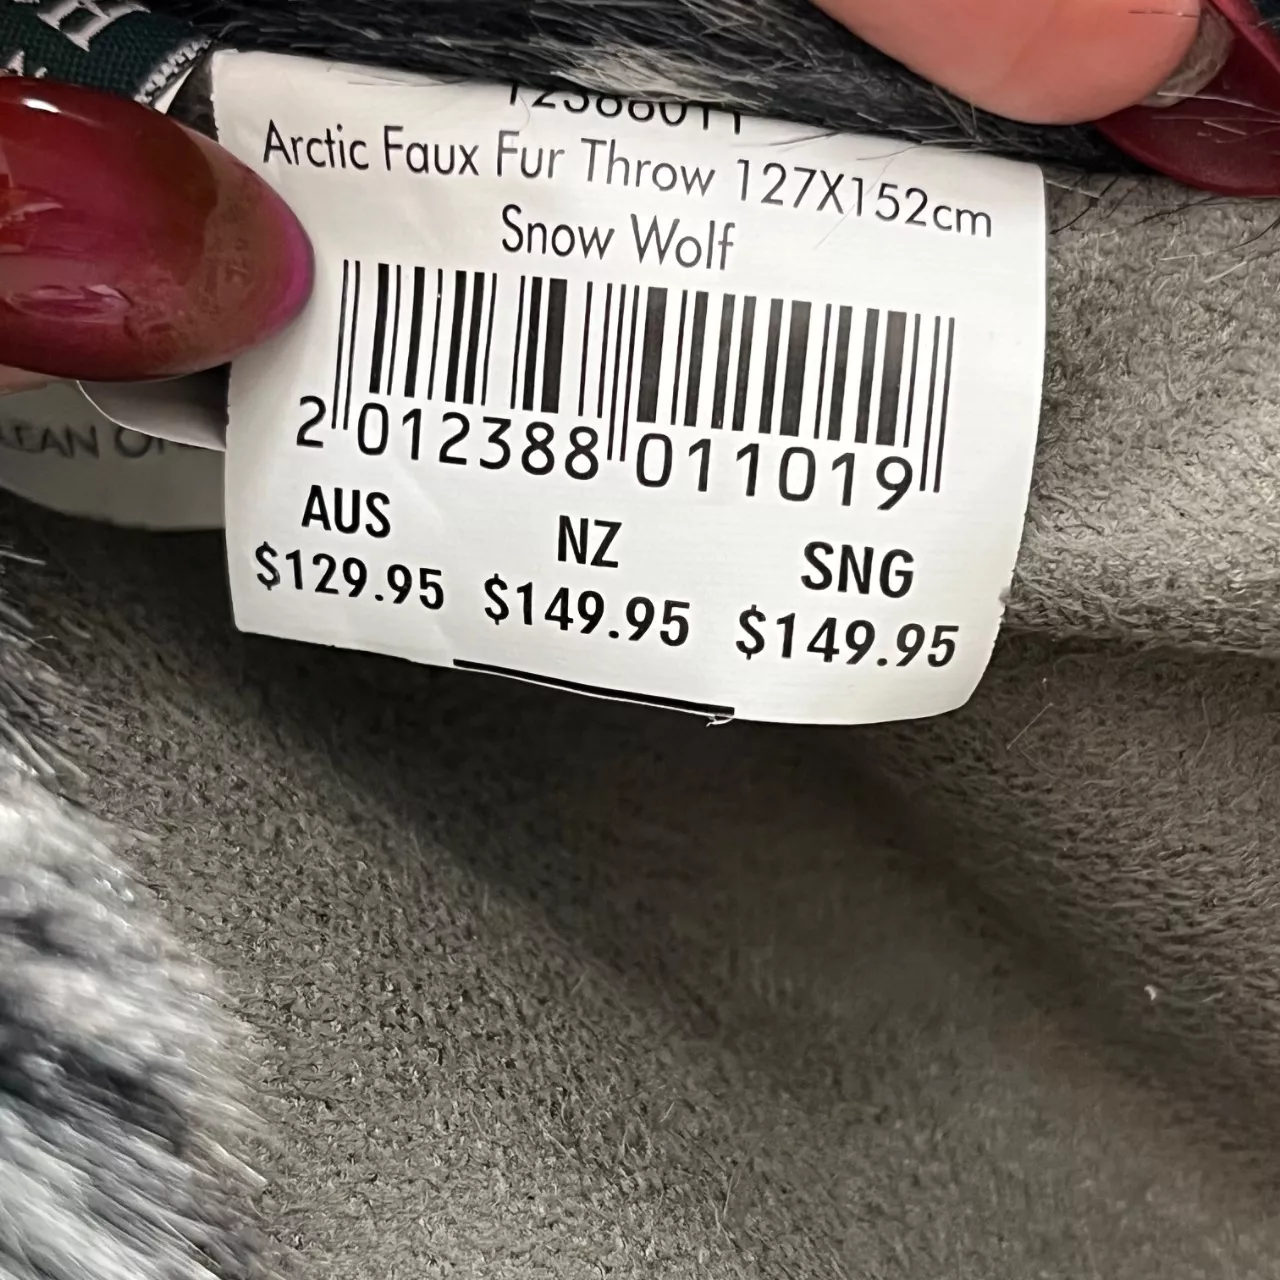 12388011
Arctic Faux Fur Throw 127X152cm
Snow Wolf
2 012388 011019
AUS NZ SNG
$129.95 $149.95 $149.95